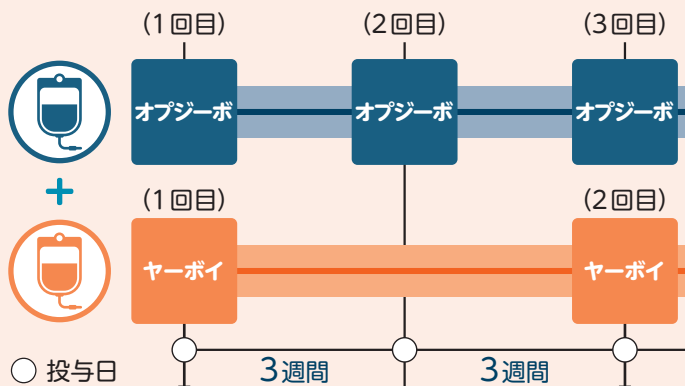 (1回目) (2回目) (3回目)
オプジーボ オプジーボ オプジーボ
+
(1回目) (2回目)
ヤーボイ ヤーボイ
投与日 3週間 3週間